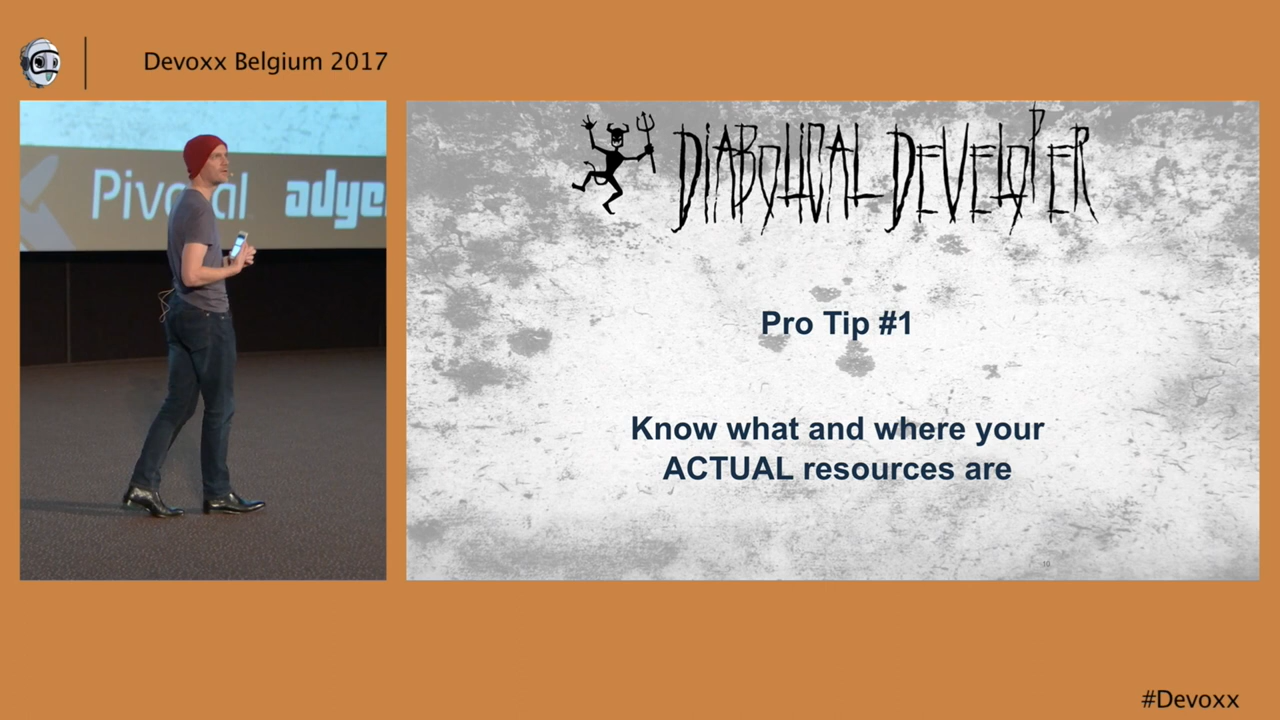 Devoxx Belgium 2017
Pivotal adye
DIABOLICAL DEVELOPER
Pro Tip #1
Know what and where your
ACTUAL resources are
10
#Devoxx